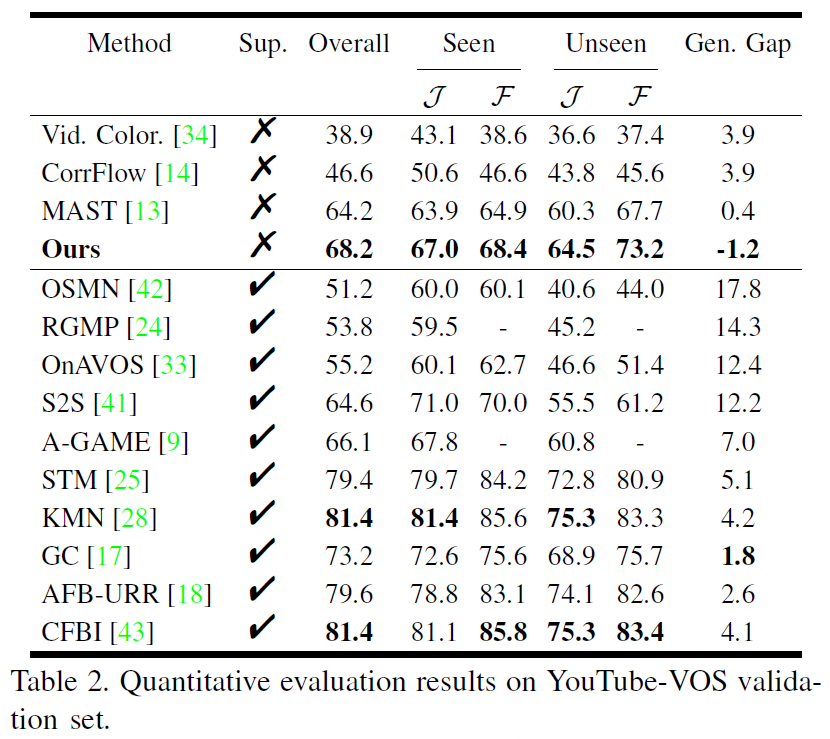 Method Sup. Overall Seen Unseen Gen. Gap
𝒥 ℱ 𝒥 ℱ
Vid. Color. [34] ✗ 38.9 43.1 38.6 36.6 37.4 3.9
CorrFlow [14] ✗ 46.6 50.6 46.6 43.8 45.6 3.9
MAST [13] ✗ 64.2 63.9 64.9 60.3 67.7 0.4
Ours ✗ 68.2 67.0 68.4 64.5 73.2 -1.2
OSMN [42] ✔ 51.2 60.0 60.1 40.6 44.0 17.8
RGMP [24] ✔ 53.8 59.5 - 45.2 - 14.3
OnAVOS [33] ✔ 55.2 60.1 62.7 46.6 51.4 12.4
S2S [41] ✔ 64.6 71.0 70.0 55.5 61.2 12.2
A-GAME [9] ✔ 66.1 67.8 - 60.8 - 7.0
STM [25] ✔ 79.4 79.7 84.2 72.8 80.9 5.1
KMN [28] ✔ 81.4 81.4 85.6 75.3 83.3 4.2
GC [17] ✔ 73.2 72.6 75.6 68.9 75.7 1.8
AFB-URR [18] ✔ 79.6 78.8 83.1 74.1 82.6 2.6
CFBI [43] ✔ 81.4 81.1 85.8 75.3 83.4 4.1
Table 2. Quantitative evaluation results on YouTube-VOS valida-
tion set.